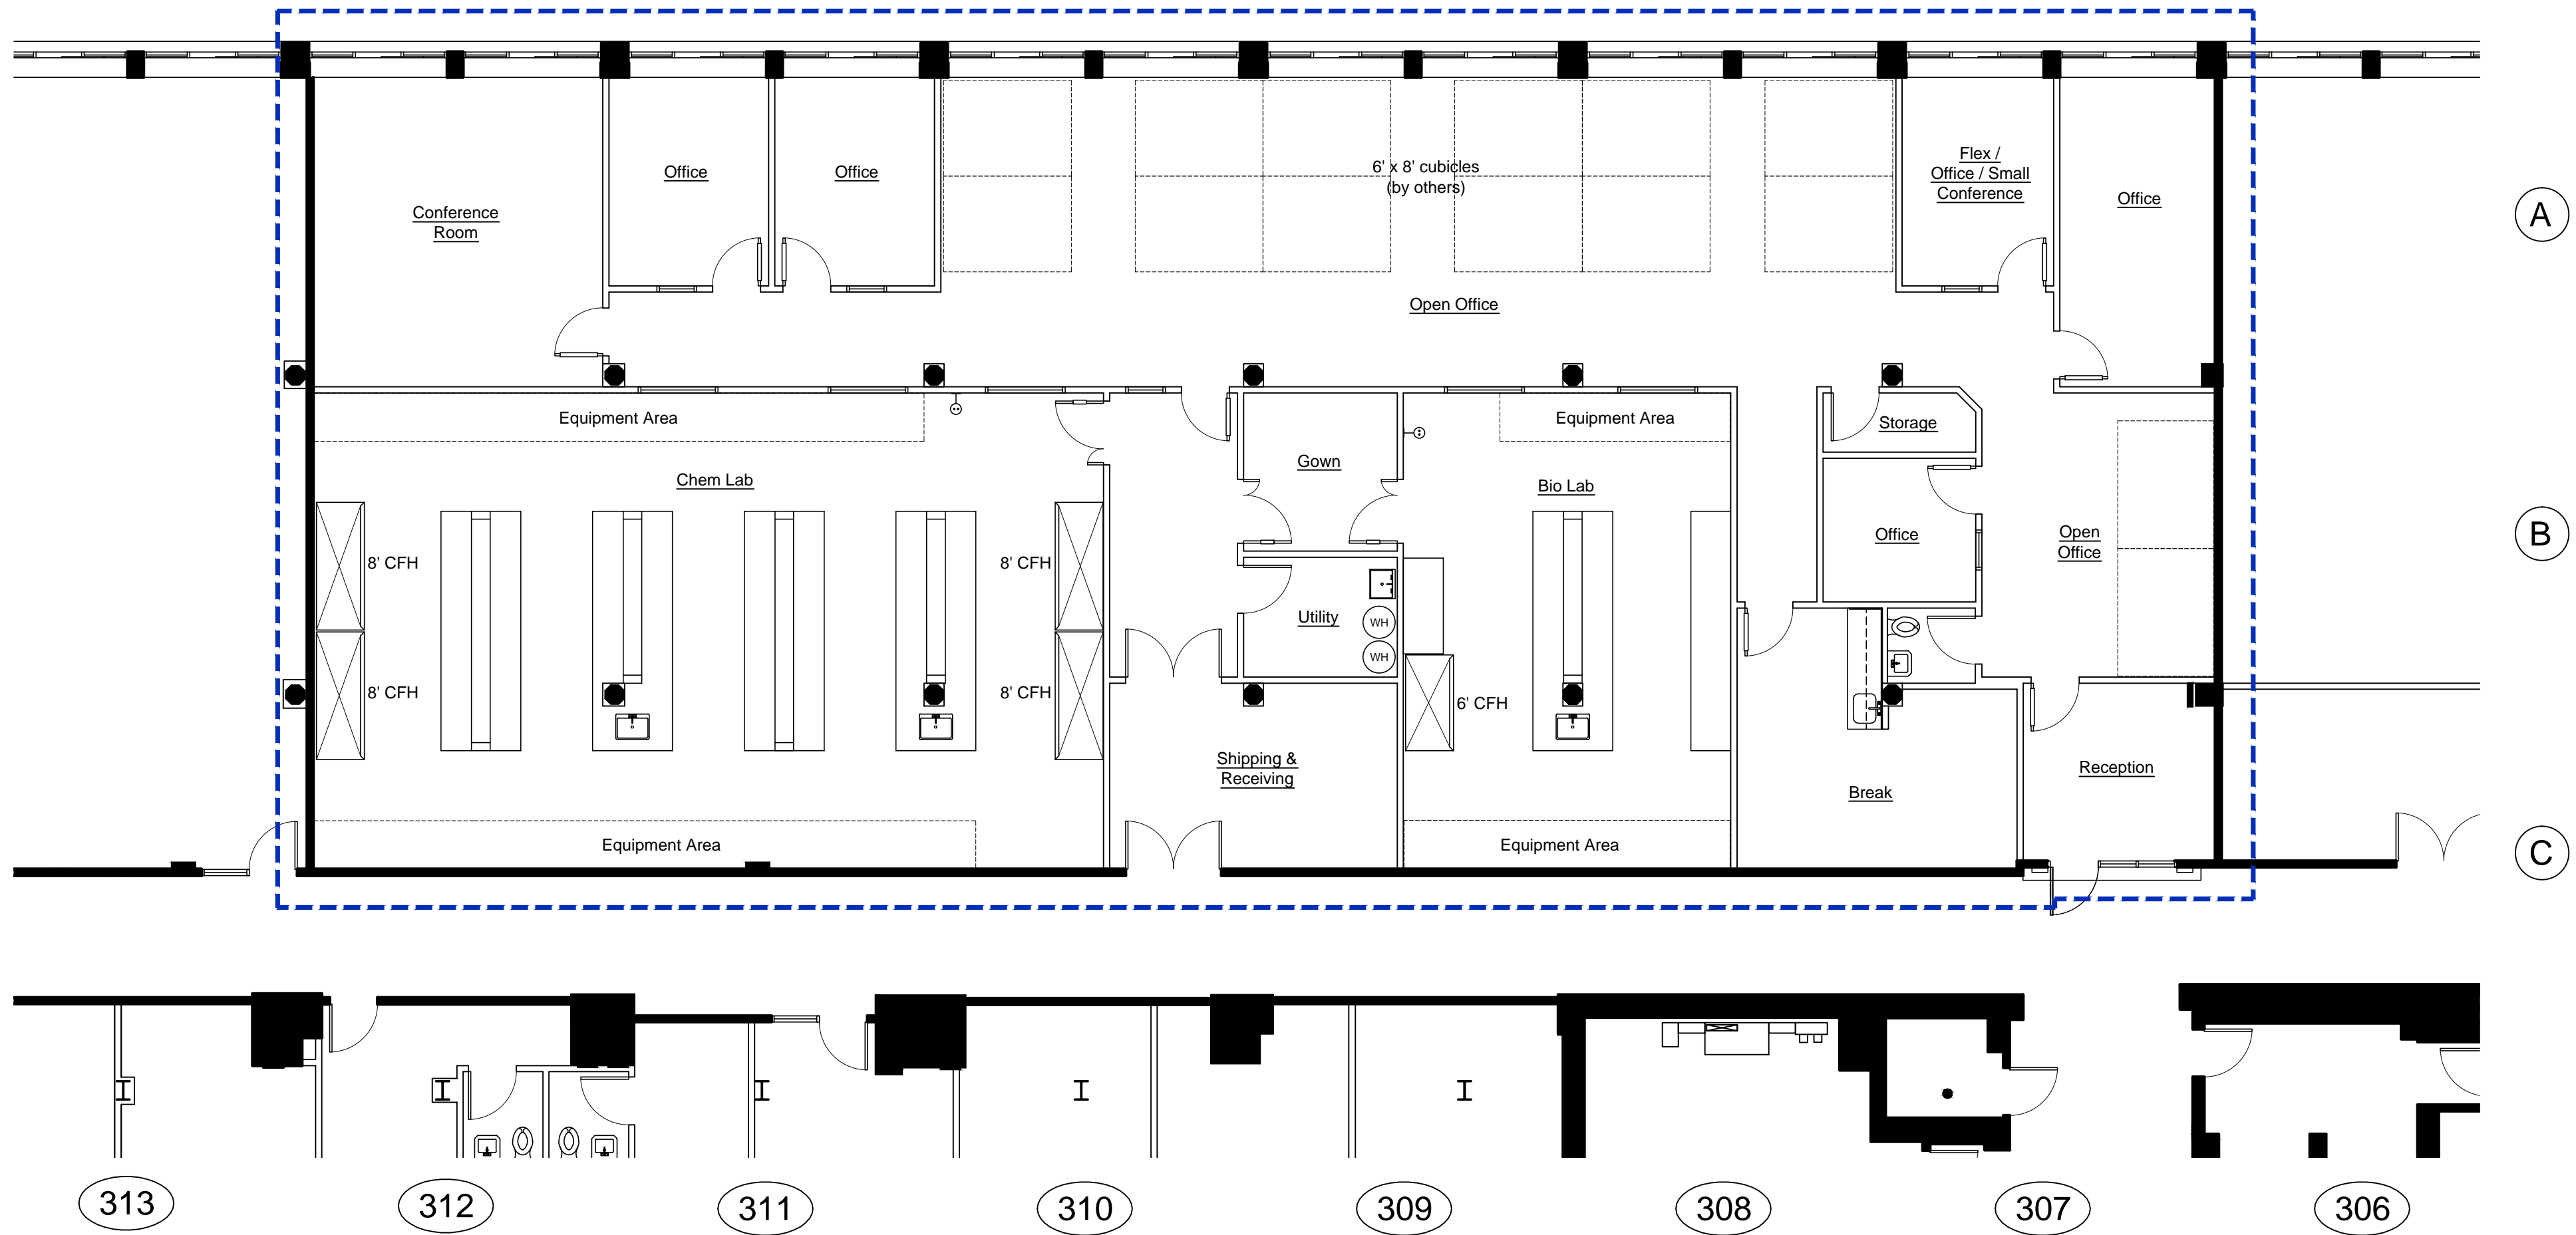 6' x 8' cubicles
(by others)
Flex /
Office / Small
Conference
Office
Office
Office
Conference
Room
A
Open Office
Equipment Area
Equipment Area
Storage
Gown
Chem Lab
Bio Lab
Office
Open
Office
B
8' CFH
8' CFH
Utility
WH
WH
8' CFH
8' CFH
6' CFH
Shipping &
Receiving
Reception
Break
Equipment Area
Equipment Area
C
313
312
311
310
309
308
307
306